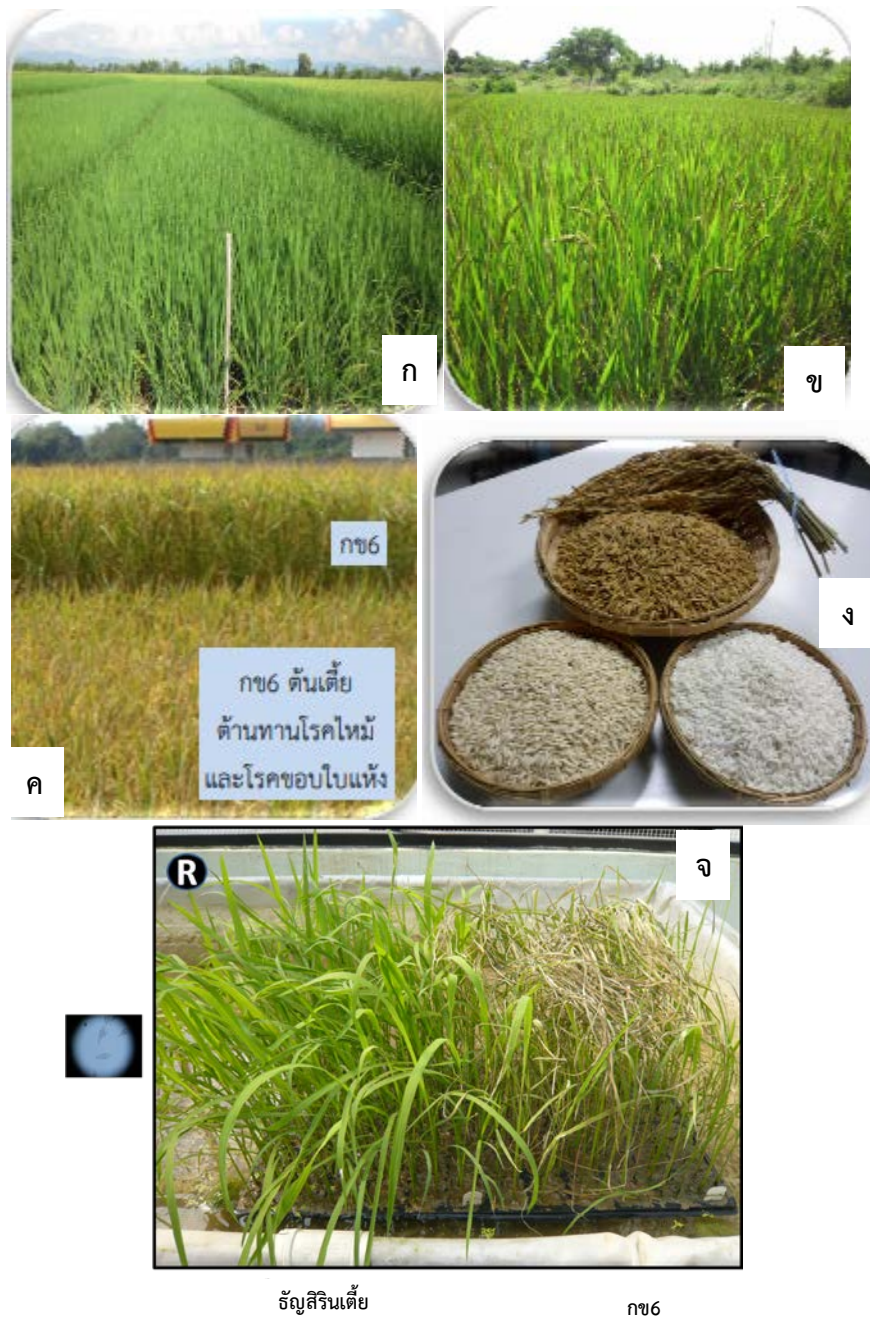 ก
ข
กข6
กข6 ต้นเตี้ย
ต้านทานโรคไหม้
และโรคขอบใบแห้ง
ค
ง
R
จ
ธัญสิรินเตี้ย
กข6